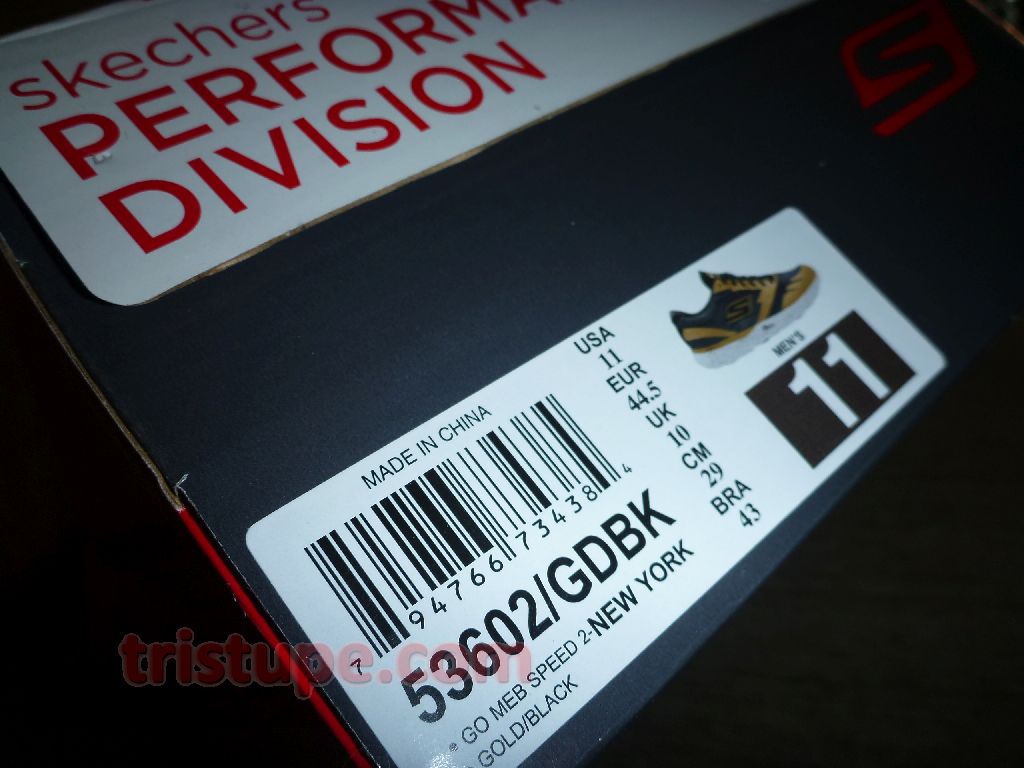 skechers
PERFORMA
DIVISION
MADE IN CHINA
7 94766 73438 4
53602/GDBK
GO MEB SPEED 2-NEW YORK
GOLD/BLACK
USA
11
EUR
44.5
UK
10
CM
29
BRA
43
MEN'S
11
tristupe.com